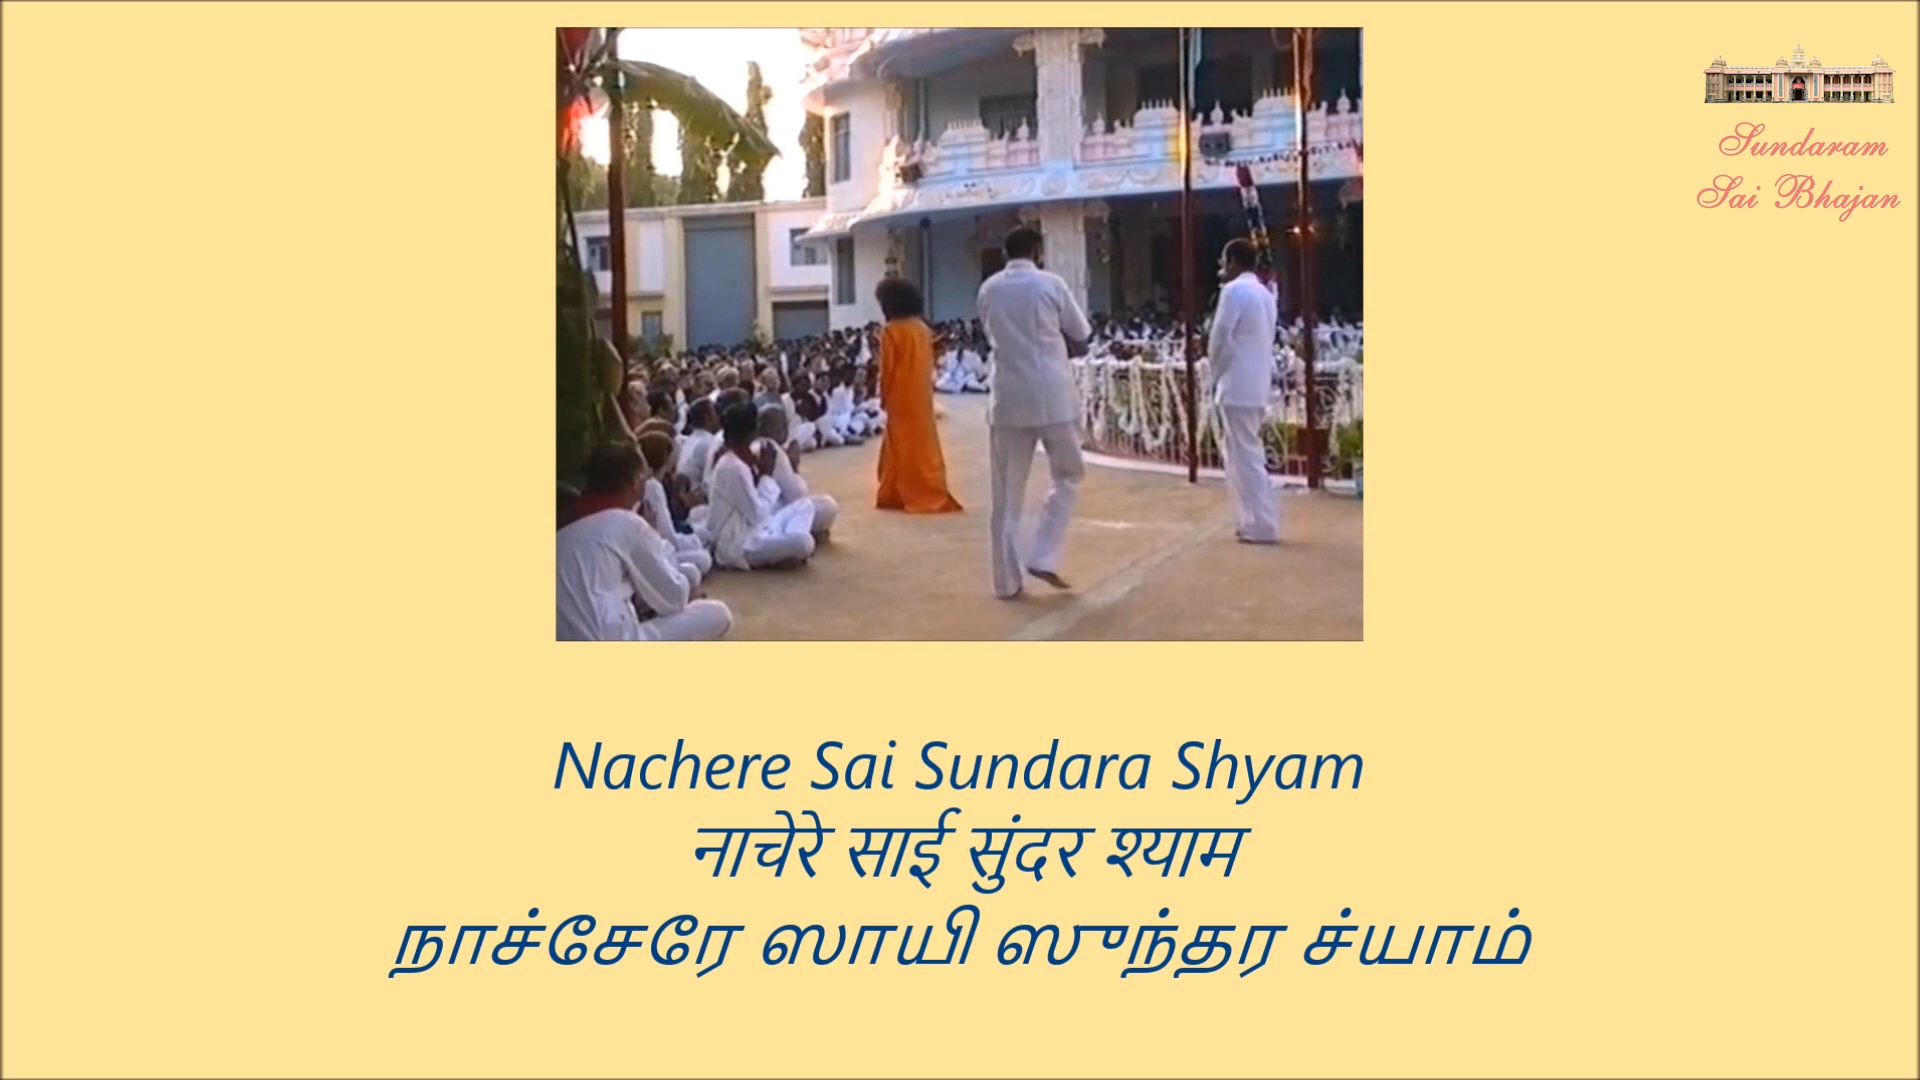 Sundaram
Sai Bhajan
Nachere Sai Sundara Shyam
नाचेरे साई सुंदर श्याम
நாச்சேரே ஸாயி ஸுந்தர ச்யாம்